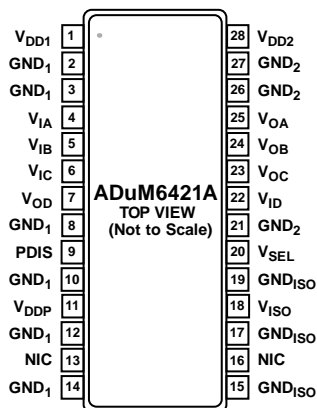 VDD1 1 28 VDD2
GND1 2 27 GND2
GND1 3 26 GND2
VIA 4 25 VOA
VIB 5 24 VOB
VIC 6 23 VOC
VOD 7 22 VID
GND1 8 21 GND2
PDIS 9 20 VSEL
GND1 10 19 GNDISO
VDDP 11 18 VISO
GND1 12 17 GNDISO
NIC 13 16 NIC
GND1 14 15 GNDISO
ADuM6421A
TOP VIEW
(Not to Scale)